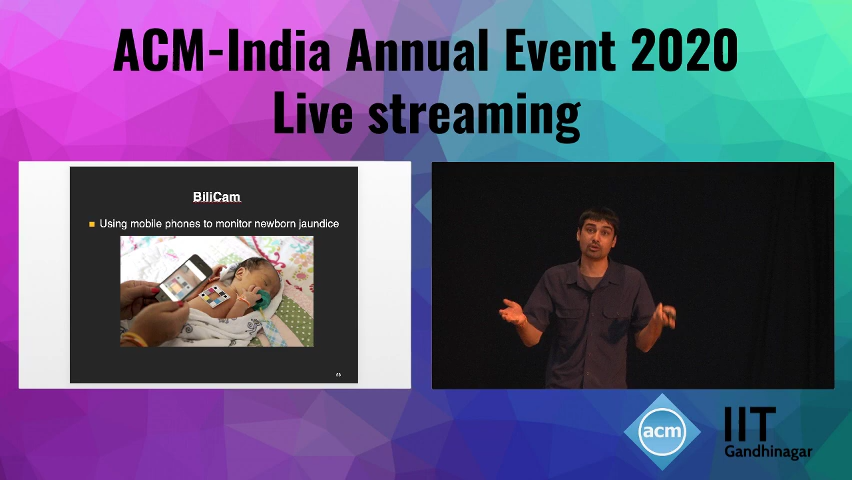 ACM-India Annual Event 2020
Live streaming
BiliCam
Using mobile phones to monitor newborn jaundice
acm
IIT
Gandhinagar